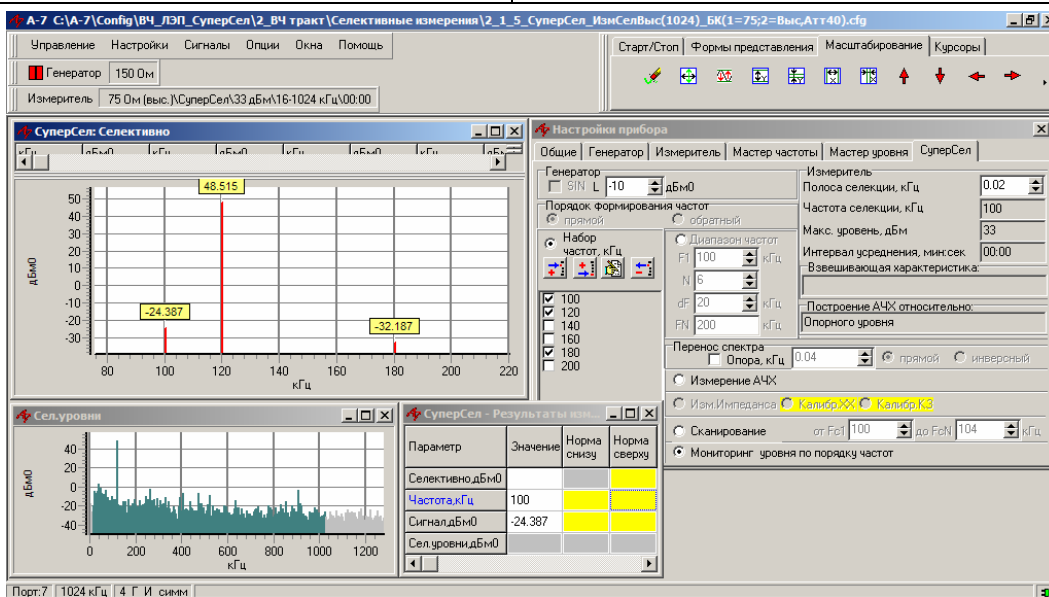 А-7 C:\A-7\Config\ВЧ_ЛЭП_СуперСел\2_ВЧ тракт\Селективные измерения\2_1_5_СуперСел_ИзмСелВыс(1024)_БК(1=75;2=Выс,Атт40).cfg
Управление Настройки Сигналы Опции Окна Помощь
Генератор 150 Ом
Измеритель 75 Ом (выс.)\СуперСел\33 дБм\16-1024 кГц\00:00
Старт/Стоп Формы представления Масштабирование Курсоры
СуперСел: Селективно
кГц дБм0 кГц дБм0 кГц дБм0 кГц
дБм0
50
40
30
20
10
0
-10
-20
-30
48.515
-24.387
-32.187
80 100 120 140 160 180 200 220
кГц
Настройки прибора
Общие Генератор Измеритель Мастер частоты Мастер уровня СуперСел
Генератор
SIN L -10 дБм0
Измеритель
Полоса селекции, кГц 0.02
Частота селекции, кГц 100
Макс. уровень, дБм 33
Интервал усреднения, мин:сек 00:00
Взвешивающая характеристика:
Построение АЧХ относительно:
Опорного уровня
Порядок формирования частот
прямой обратный
Набор частот, кГц
100
120
140
160
180
200
Диапазон частот
F1 100 кГц
N 6
dF 20 кГц
FN 200 кГц
Перенос спектра
Опора, кГц 0.04 прямой инверсный
Измерение АЧХ
Изм.Импеданса Калибр.ХХ Калибр.КЗ
Сканирование от Fc1 100 до FcN 104 кГц
Мониторинг уровня по порядку частот
Сел.уровни
дБм0
40
20
0
-20
-40
0 200 400 600 800 1000 1200
кГц
СуперСел - Результаты изм...
Параметр Значение Норма снизу Норма сверху
Селективно,дБм0
Частота,кГц 100
Сигнал,дБм0 -24.387
Сел.уровни,дБм0
Порт:7 1024 кГц 4 Г И симм